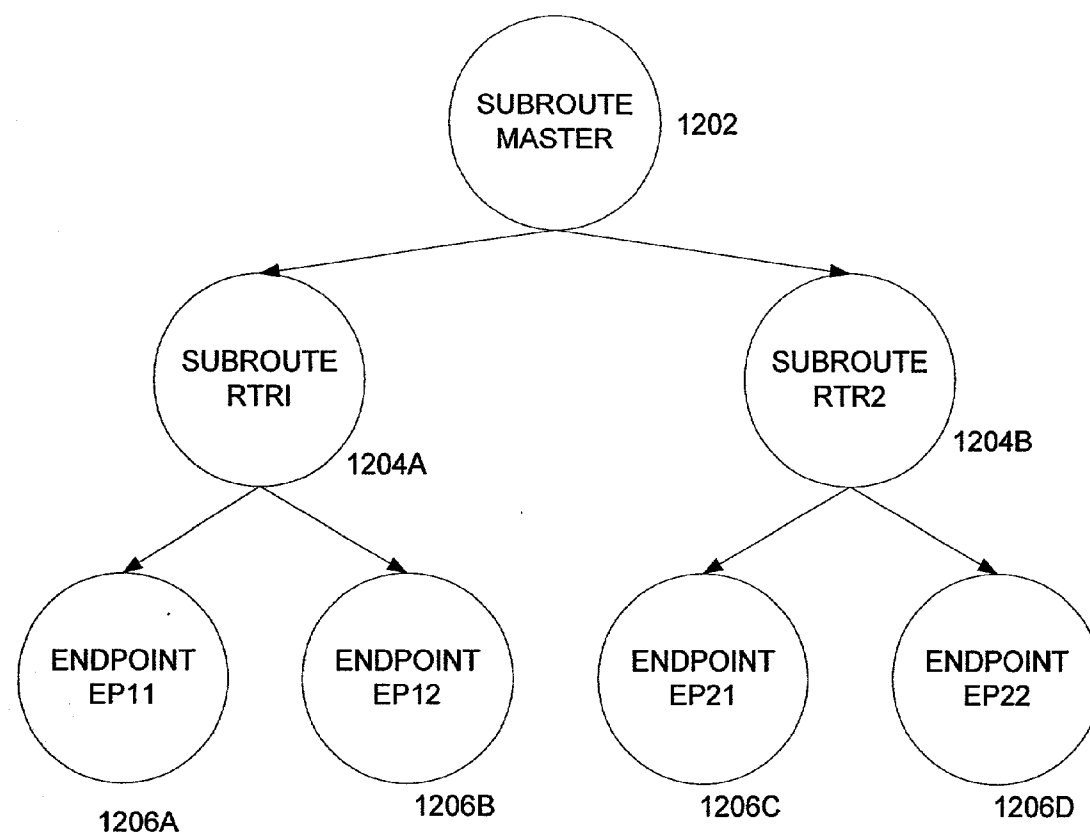 SUBROUTE
MASTER
1202
SUBROUTE
RTRI
1204A
SUBROUTE
RTR2
1204B
ENDPOINT
EP11
1206A
ENDPOINT
EP12
1206B
ENDPOINT
EP21
1206C
ENDPOINT
EP22
1206D